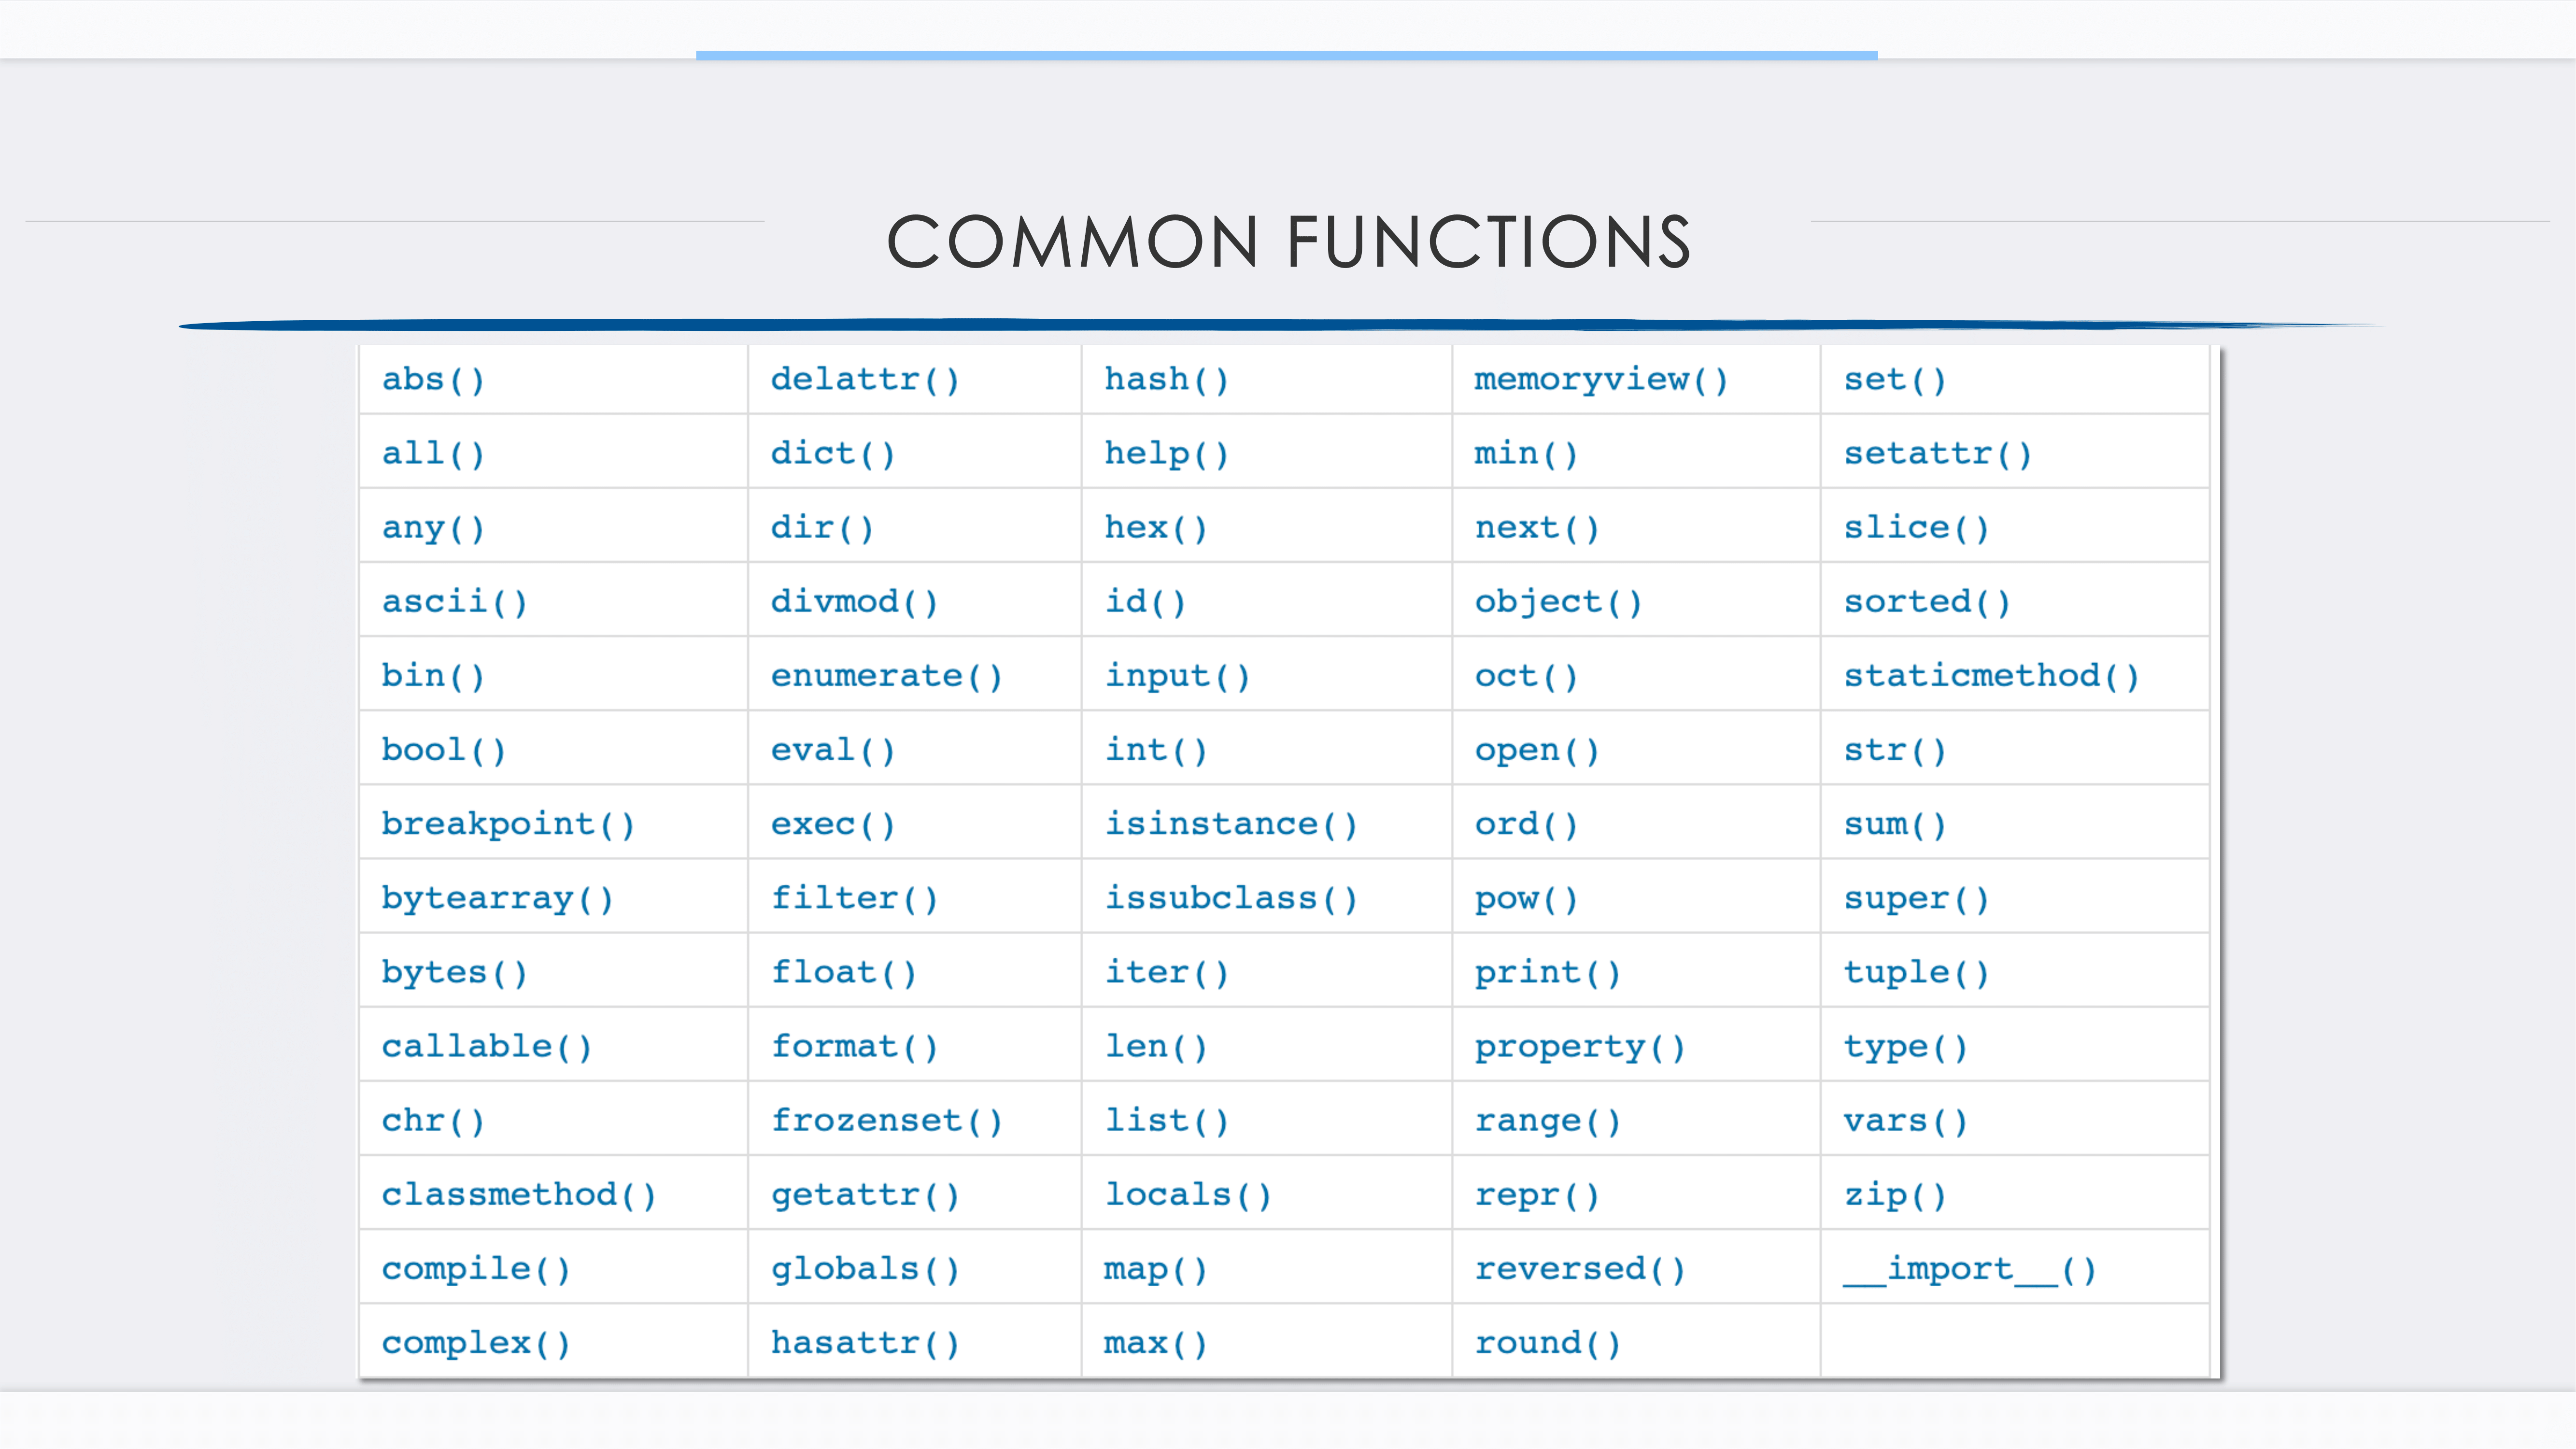 COMMON FUNCTIONS
abs() delattr() hash() memoryview() set()
all() dict() help() min() setattr()
any() dir() hex() next() slice()
ascii() divmod() id() object() sorted()
bin() enumerate() input() oct() staticmethod()
bool() eval() int() open() str()
breakpoint() exec() isinstance() ord() sum()
bytearray() filter() issubclass() pow() super()
bytes() float() iter() print() tuple()
callable() format() len() property() type()
chr() frozenset() list() range() vars()
classmethod() getattr() locals() repr() zip()
compile() globals() map() reversed() __import__()
complex() hasattr() max() round()